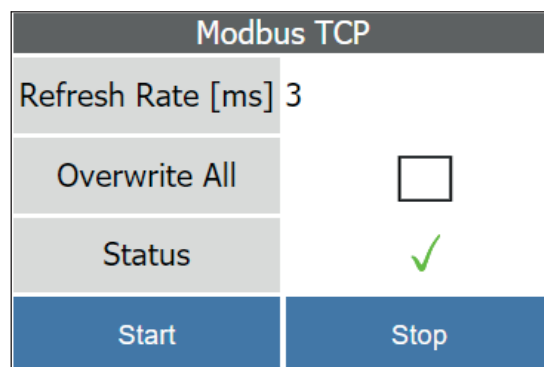 Modbus TCP
Refresh Rate [ms] 3
Overwrite All
Status
Start Stop